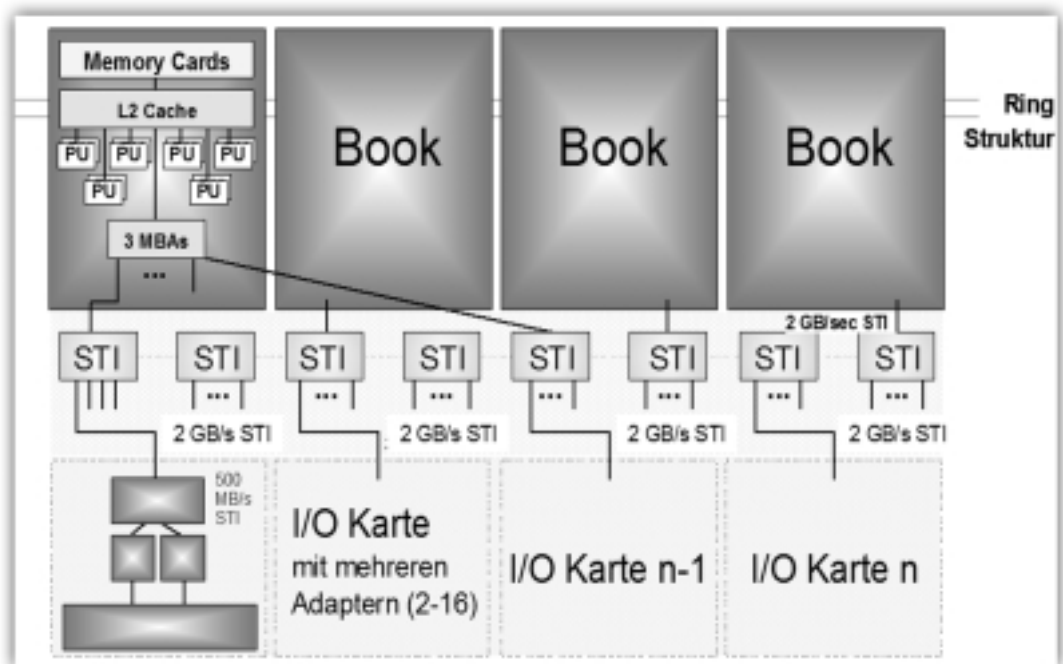 Memory Cards
L2 Cache
PU
PU
PU
PU
PU
PU
3 MBAs
...
Book
Book
Book
Ring
Struktur
2 GB/sec STI
STI
STI
STI
STI
STI
STI
STI
STI
...
...
...
...
...
...
...
2 GB/s STI
2 GB/s STI
2 GB/s STI
2 GB/s STI
500
MB/s
STI
I/O Karte
mit mehreren
Adaptern (2-16)
I/O Karte n-1
I/O Karte n